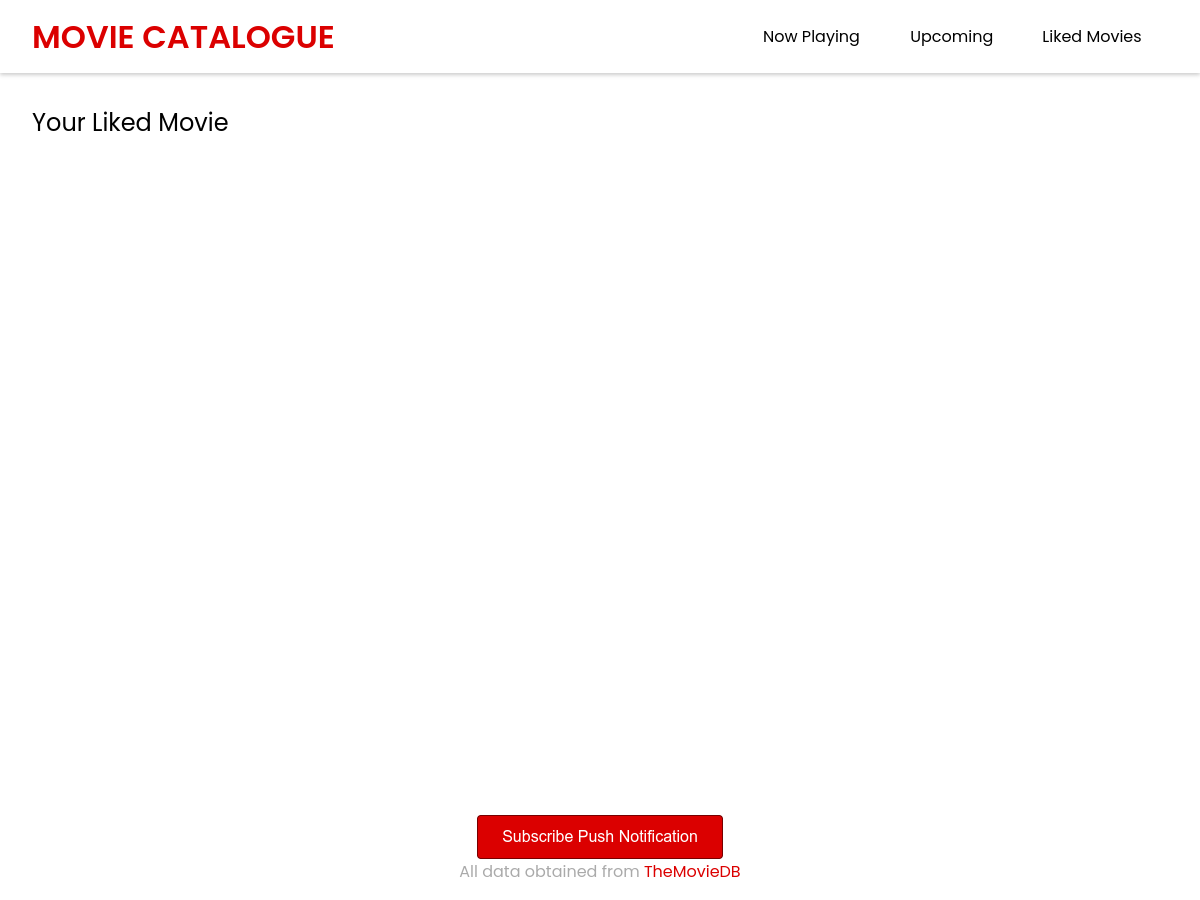 MOVIE CATALOGUE
Now Playing
Upcoming
Liked Movies
Your Liked Movie
Subscribe Push Notification
All data obtained from TheMovieDB